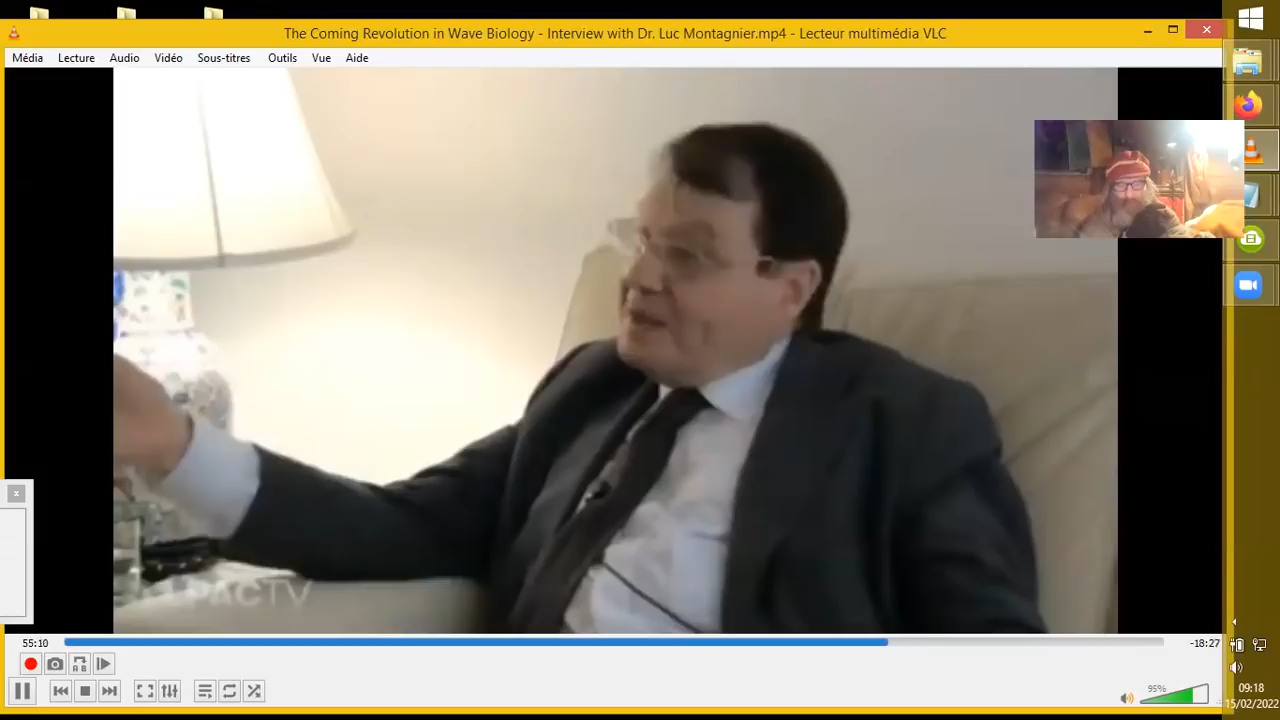 The Coming Revolution in Wave Biology - Interview with Dr. Luc Montagnier.mp4 - Lecteur multimédia VLC
Média Lecture Audio Vidéo Sous-titres Outils Vue Aide
LPACTV
55:10
-18:27
95%
09:18
15/02/2022